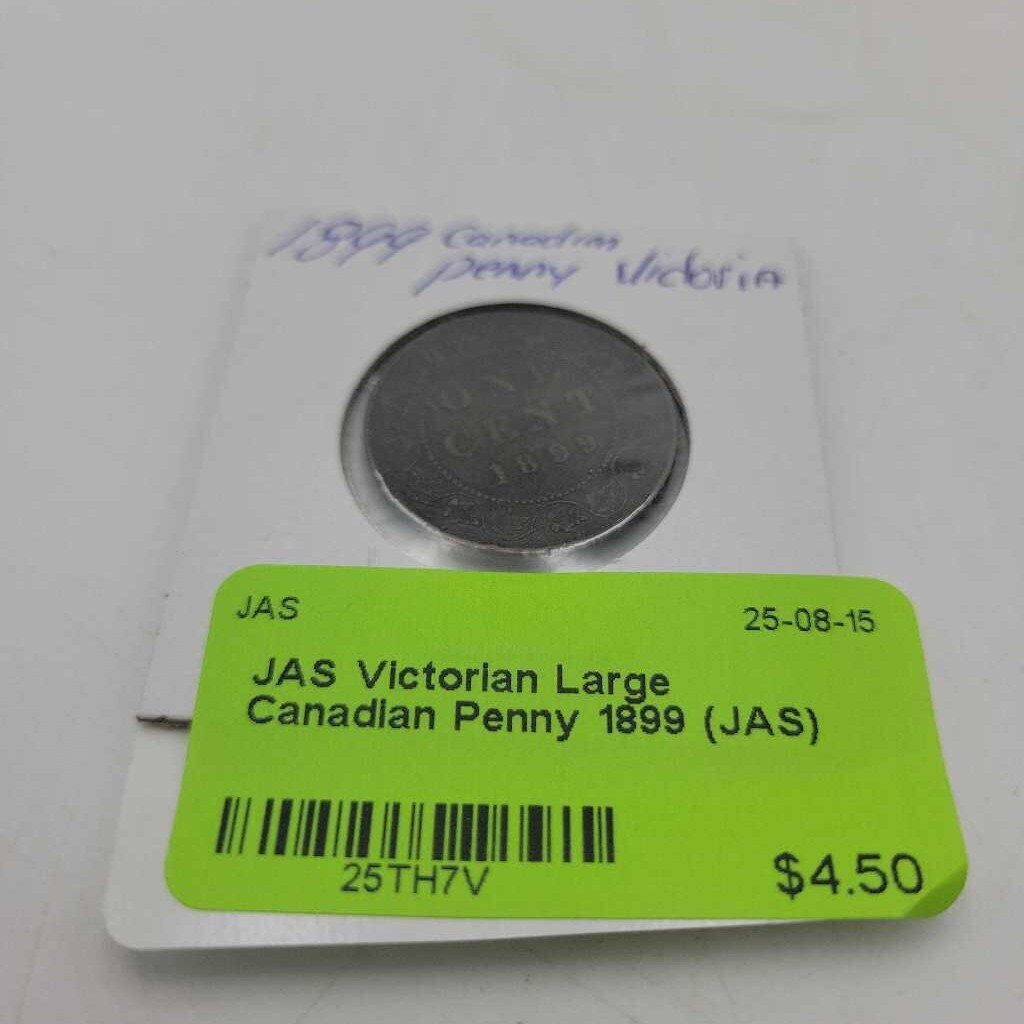 1899 Canadian
Penny Victoria
ONE
CENT
1899
JAS
25-08-15
JAS Victorian Large
Canadian Penny 1899 (JAS)
25TH7V
$4.50